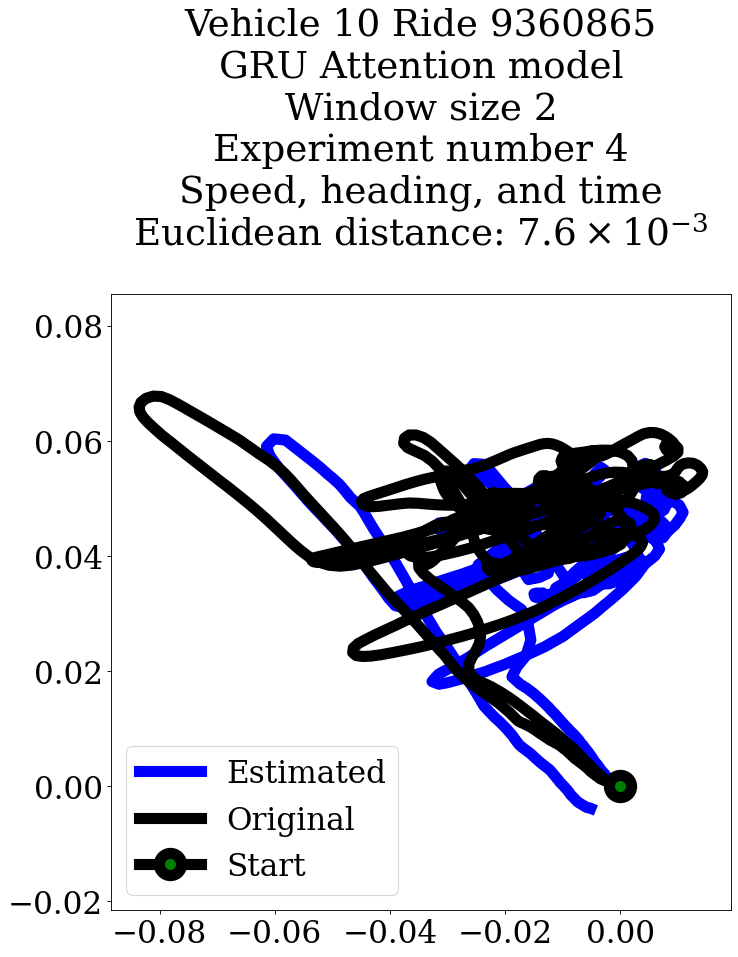 Vehicle 10 Ride 9360865
GRU Attention model
Window size 2
Experiment number 4
Speed, heading, and time
Euclidean distance: 7.6 × 10⁻³
0.08
0.06
0.04
0.02
0.00
−0.02
Estimated
Original
Start
−0.08 −0.06 −0.04 −0.02 0.00